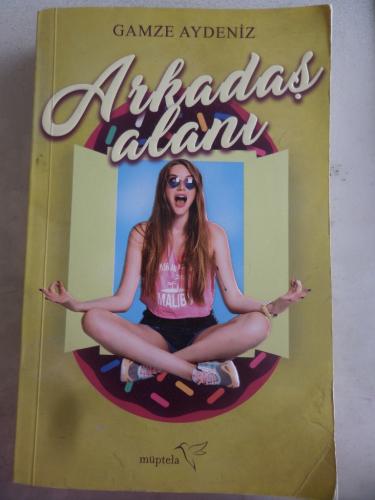 GAMZE AYDENİZ
Arkadaş
alanı
MALIB
müptela